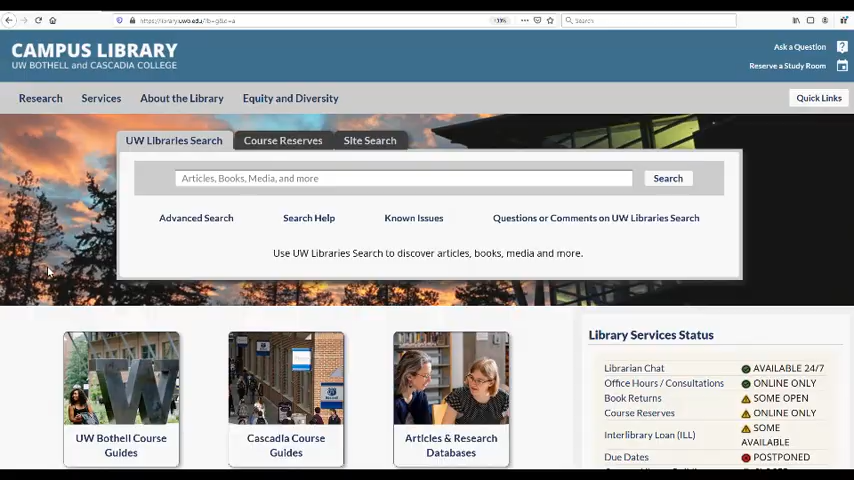 Search
CAMPUS LIBRARY
UW BOTHELL and CASCADIA COLLEGE
Ask a Question
Reserve a Study Room
Research Services About the Library Equity and Diversity Quick Links
UW Libraries Search Course Reserves Site Search
Articles, Books, Media, and more Search
Advanced Search Search Help Known Issues Questions or Comments on UW Libraries Search
Use UW Libraries Search to discover articles, books, media and more.
UW Bothell Course
Guides
Cascadia Course
Guides
Articles & Research
Databases
Library Services Status
Librarian Chat AVAILABLE 24/7
Office Hours / Consultations ONLINE ONLY
Book Returns SOME OPEN
Course Reserves ONLINE ONLY
Interlibrary Loan (ILL) SOME
AVAILABLE
Due Dates POSTPONED